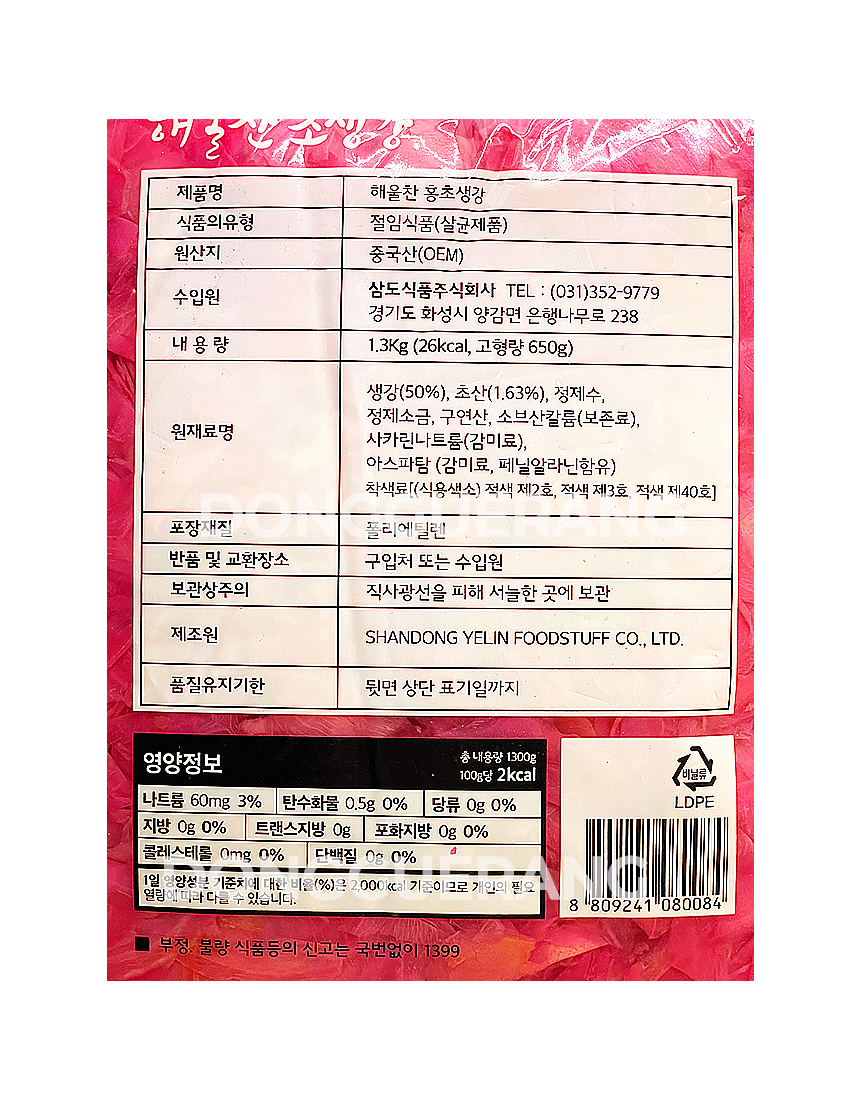 해울찬 초생강
제품명 해울찬 홍초생강
식품의유형 절임식품(살균제품)
원산지 중국산(OEM)
수입원 삼도식품주식회사 TEL : (031)352-9779
경기도 화성시 양감면 은행나무로 238
내 용 량 1.3Kg (26kcal, 고형량 650g)
원재료명 생강(50%), 초산(1.63%), 정제수,
정제소금, 구연산, 소브산칼륨(보존료),
사카린나트륨(감미료),
아스파탐 (감미료, 페닐알라닌함유)
착색료[(식용색소) 적색 제2호, 적색 제3호, 적색 제40호]
DONGGUERANG
포장재질 폴리에틸렌
반품 및 교환장소 구입처 또는 수입원
보관상주의 직사광선을 피해 서늘한 곳에 보관
제조원 SHANDONG YELIN FOODSTUFF CO., LTD.
품질유지기한 뒷면 상단 표기일까지
영양정보 총 내용량 1300g
100g당 2kcal
나트륨 60mg 3% 탄수화물 0.5g 0% 당류 0g 0%
지방 0g 0% 트랜스지방 0g 포화지방 0g 0%
콜레스테롤 0mg 0% 단백질 0g 0%
DONGGUERANG
1일 영양성분 기준치에 대한 비율(%)은 2,000kcal 기준이므로 개인의 필요
열량에 따라 다를 수 있습니다.
비닐류
LDPE
8 809241 080084
■ 부정. 불량 식품등의 신고는 국번없이 1399